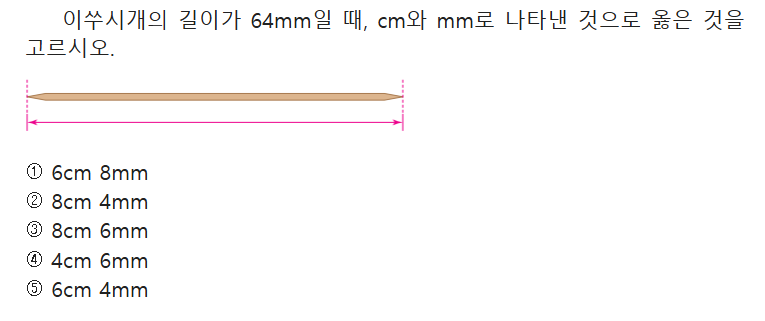 이쑤시개의 길이가 64mm일 때, cm와 mm로 나타낸 것으로 옳은 것을
고르시오.
① 6cm 8mm
② 8cm 4mm
③ 8cm 6mm
④ 4cm 6mm
⑤ 6cm 4mm